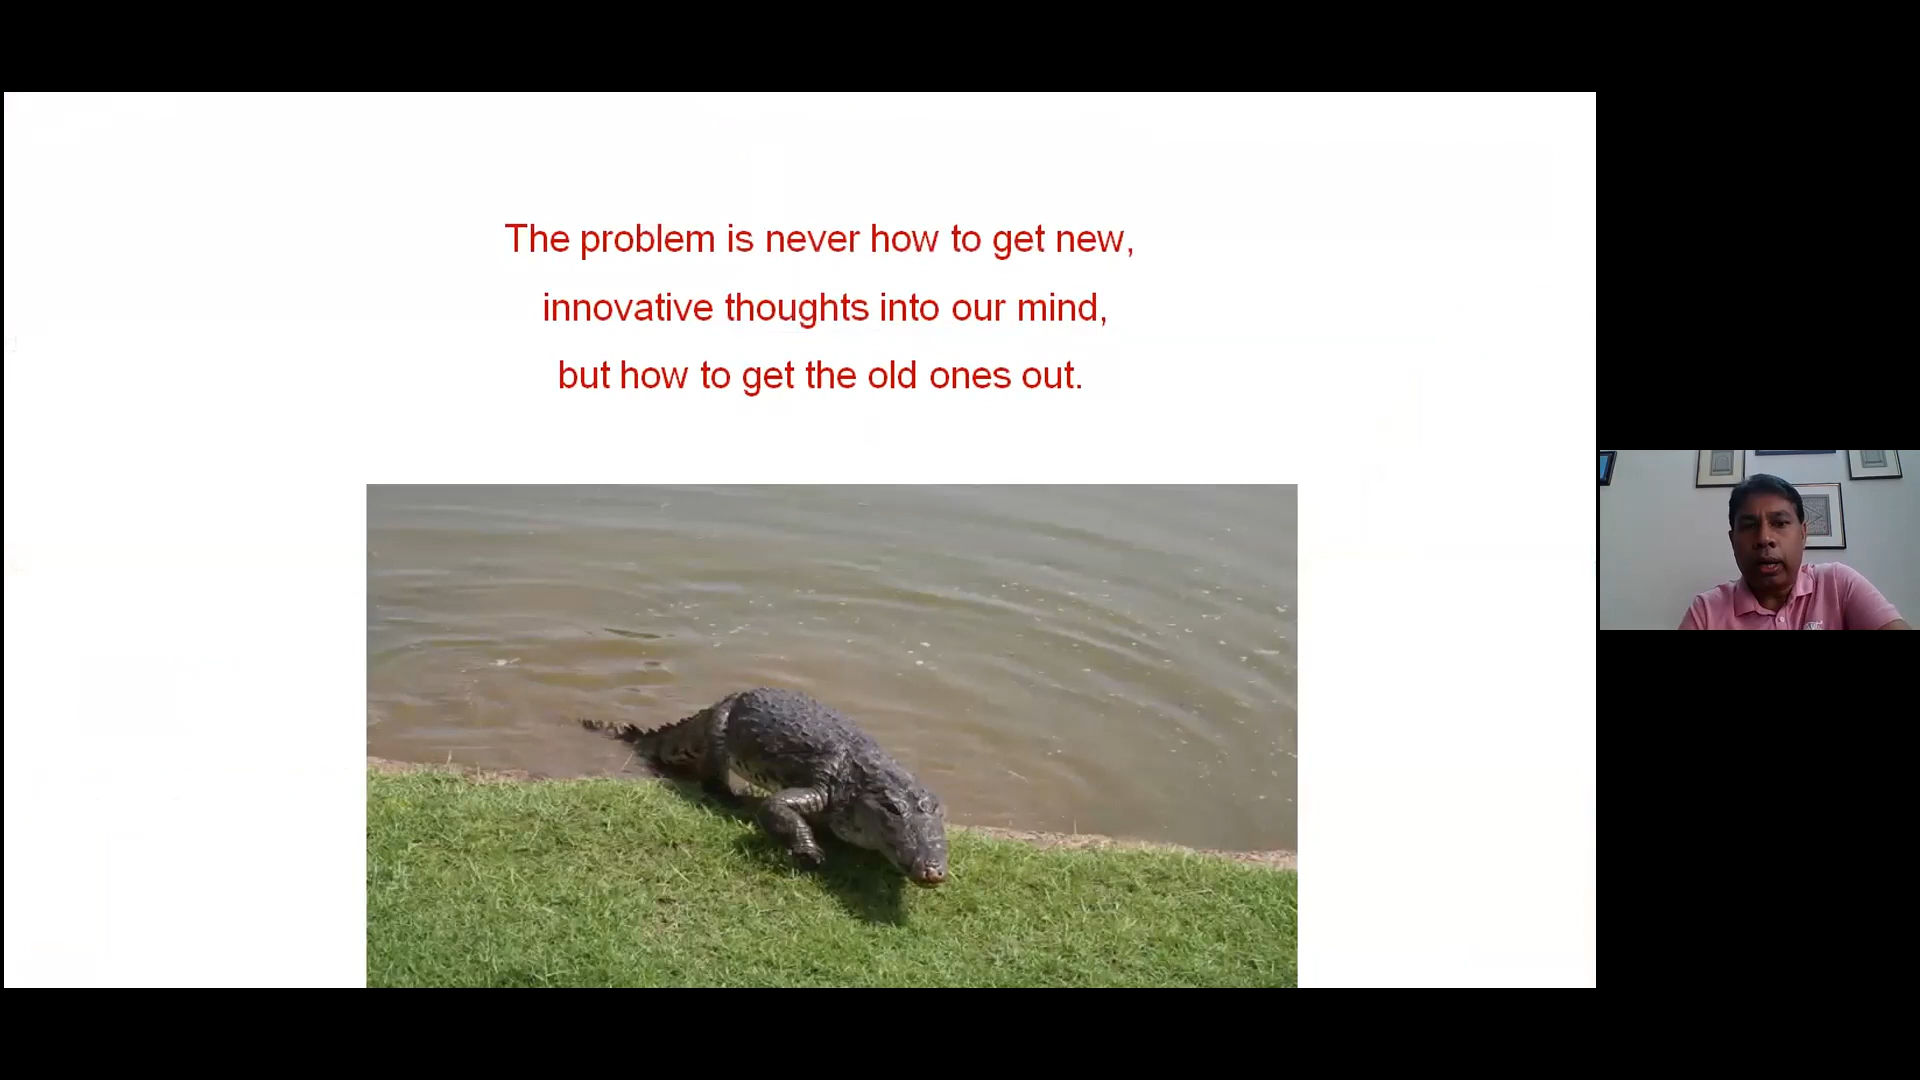 The problem is never how to get new,
innovative thoughts into our mind,
but how to get the old ones out.